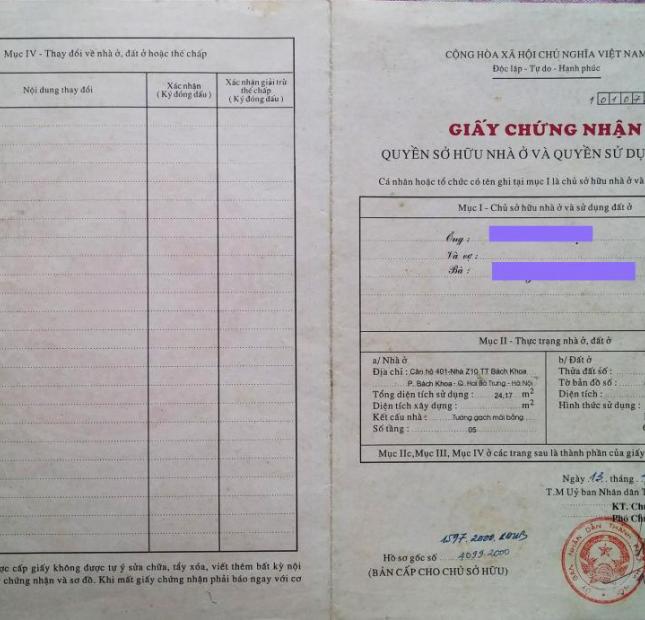 Mục IV - Thay đổi về nhà ở, đất ở hoặc thế chấp
Nội dung thay đổi
Xác nhận
( Ký đóng dấu )
Xác nhận giải trừ
thế chấp
( Ký đóng dấu )
ợc cấp giấy không được tự ý sửa chữa, tẩy xóa, viết thêm bất kỳ nội
chứng nhận và sơ đồ. Khi mất giấy chứng nhận phải báo ngay với cơ
CỘNG HÒA XÃ HỘI CHỦ NGHĨA VIỆT NAM
Độc lập - Tự do - Hạnh phúc
10107
GIẤY CHỨNG NHẬN
QUYỀN SỞ HỮU NHÀ Ở VÀ QUYỀN SỬ DỤ
Cá nhân hoặc tổ chức có tên ghi tại mục I là chủ sở hữu nhà ở và
Mục I - Chủ sở hữu nhà ở và sử dụng đất ở
Ông :
Và vợ :
Bà :
Mục II - Thực trạng nhà ở, đất ở
a/ Nhà ở
Địa chỉ : Căn hộ 401-Nhà Z10 TT Bách Khoa
P. Bách Khoa - Q. Hai Bà Trưng - Hà Nội
Tổng diện tích sử dụng : 24,17 m2
Diện tích xây dựng : m2
Kết cấu nhà : Tường gạch mái bằng
Số tầng : 05
b/ Đất ở
Thửa đất số :
Tờ bản đồ số :
Diện tích :
Hình thức sử dụng :
Mục IIc, Mục III, Mục IV ở các trang sau là thành phần của giấy
Ngày 13 tháng
T.M Uỷ ban Nhân dân T
KT. Ch
Phó Ch
1597.2000.
Hồ sơ gốc số 4099.2000
(BẢN CẤP CHO CHỦ SỞ HỮU)
ỦY BAN NHÂN DÂN THÀNH